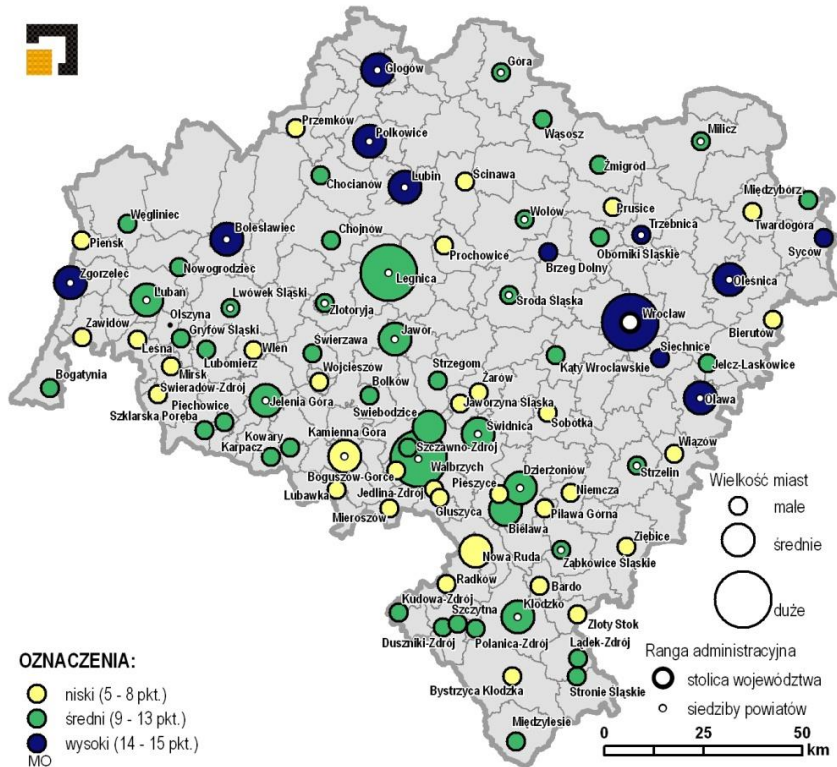 Głogów
Góra
Przemków
Polkowice
Wąsosz
Milicz
Chocianów
Lubin
Ścinawa
Żmigród
Międzybórz
Węgliniec
Bolesławiec
Chojnów
Wołów
Prusice
Trzebnica
Twardogóra
Pieńsk
Prochowice
Brzeg Dolny
Oborniki Śląskie
Syców
Nowogrodziec
Legnica
Zgorzelec
Oleśnica
Lubań
Lwówek Śląski
Złotoryja
Środa Śląska
Wrocław
Olszyna
Bierutów
Zawidów
Gryfów Śląski
Jawor
Siechnice
Leśna
Lubomierz
Wleń
Świerzawa
Kąty Wrocławskie
Jelcz-Laskowice
Mirsk
Wojcieszów
Strzegom
Bogatynia
Świeradów-Zdrój
Bolków
Żarów
Piechowice
Jelenia Góra
Jaworzyna Śląska
Oława
Szklarska Poręba
Swiebodzice
Sobótka
Kamienna Góra
Świdnica
Kowary
Karpacz
Szczawno-Zdrój
Wiązów
Wałbrzych
Boguszów-Gorce
Dzierżoniów
Strzelin
Pieszyce
Lubawka
Jedlina-Zdrój
Niemcza
Głuszyca
Piława Górna
Mieroszów
Bielawa
Ziębice
Nowa Ruda
Ząbkowice Śląskie
Radków
Bardo
Kudowa-Zdrój
Szczytna
Kłodzko
Złoty Stok
Duszniki-Zdrój
Polanica-Zdrój
Lądek-Zdrój
Bystrzyca Kłodzka
Stronie Śląskie
Międzylesie
Wielkość miast
małe
średnie
duże
Ranga administracyjna
stolica województwa
siedziby powiatów
0 25 50
km
OZNACZENIA:
niski (5 - 8 pkt.)
średni (9 - 13 pkt.)
wysoki (14 - 15 pkt.)
MO